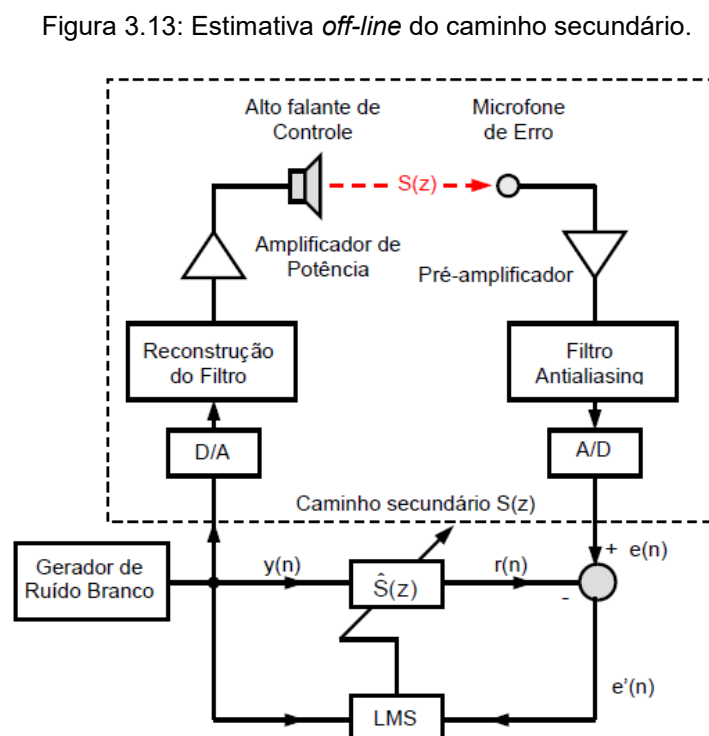 Figura 3.13: Estimativa off-line do caminho secundário.
Alto falante de
Controle
Microfone
de Erro
S(z)
Amplificador de
Potência
Pré-amplificador
Reconstrução
do Filtro
Filtro
Antialiasing
D/A
A/D
Caminho secundário S(z)
+ e(n)
Gerador de
Ruído Branco
y(n)
Ŝ(z)
r(n)
-
e'(n)
LMS